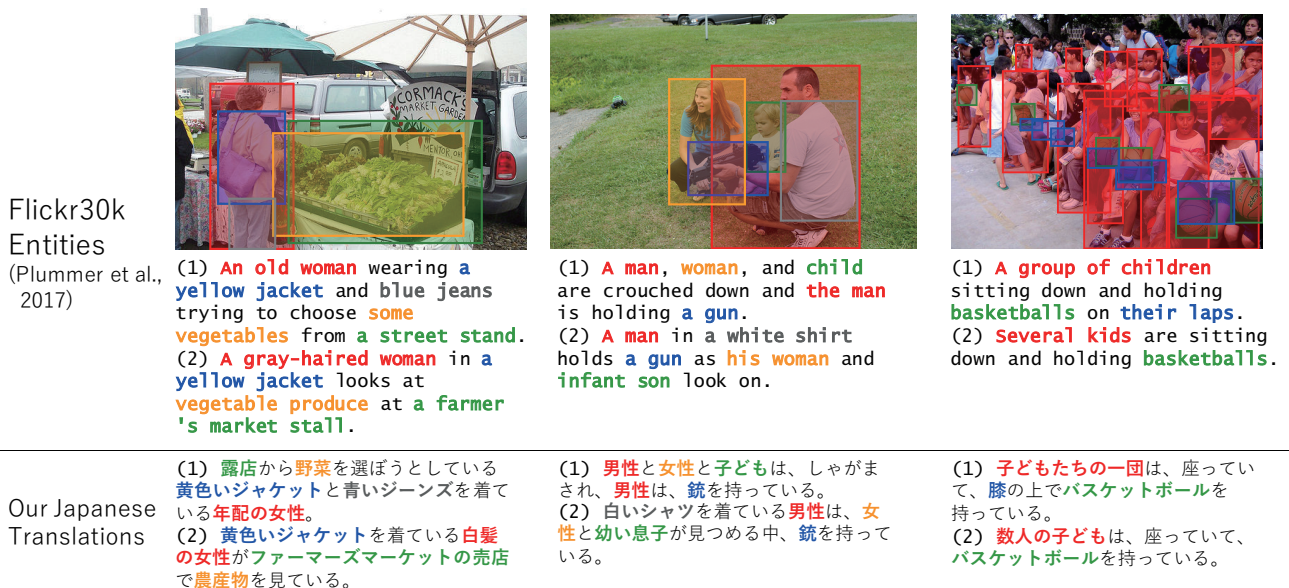 CORMACK'S
MARKET GARDEN
MENTOR, OH
Flickr30k
Entities
(Plummer et al.,
2017)
(1) An old woman wearing a
yellow jacket and blue jeans
trying to choose some
vegetables from a street stand.
(2) A gray-haired woman in a
yellow jacket looks at
vegetable produce at a farmer
's market stall.
(1) A man, woman, and child
are crouched down and the man
is holding a gun.
(2) A man in a white shirt
holds a gun as his woman and
infant son look on.
(1) A group of children
sitting down and holding
basketballs on their laps.
(2) Several kids are sitting
down and holding basketballs.
Our Japanese
Translations
(1) 露店から野菜を選ぼうとしている
黄色いジャケットと青いジーンズを着て
いる年配の女性。
(2) 黄色いジャケットを着ている白髪
の女性がファーマーズマーケットの売店
で農産物を見ている。
(1) 男性と女性と子どもは、しゃがま
され、男性は、銃を持っている。
(2) 白いシャツを着ている男性は、女
性と幼い息子が見つめる中、銃を持って
いる。
(1) 子どもたちの一団は、座ってい
て、膝の上でバスケットボールを
持っている。
(2) 数人の子どもは、座っていて、
バスケットボールを持っている。